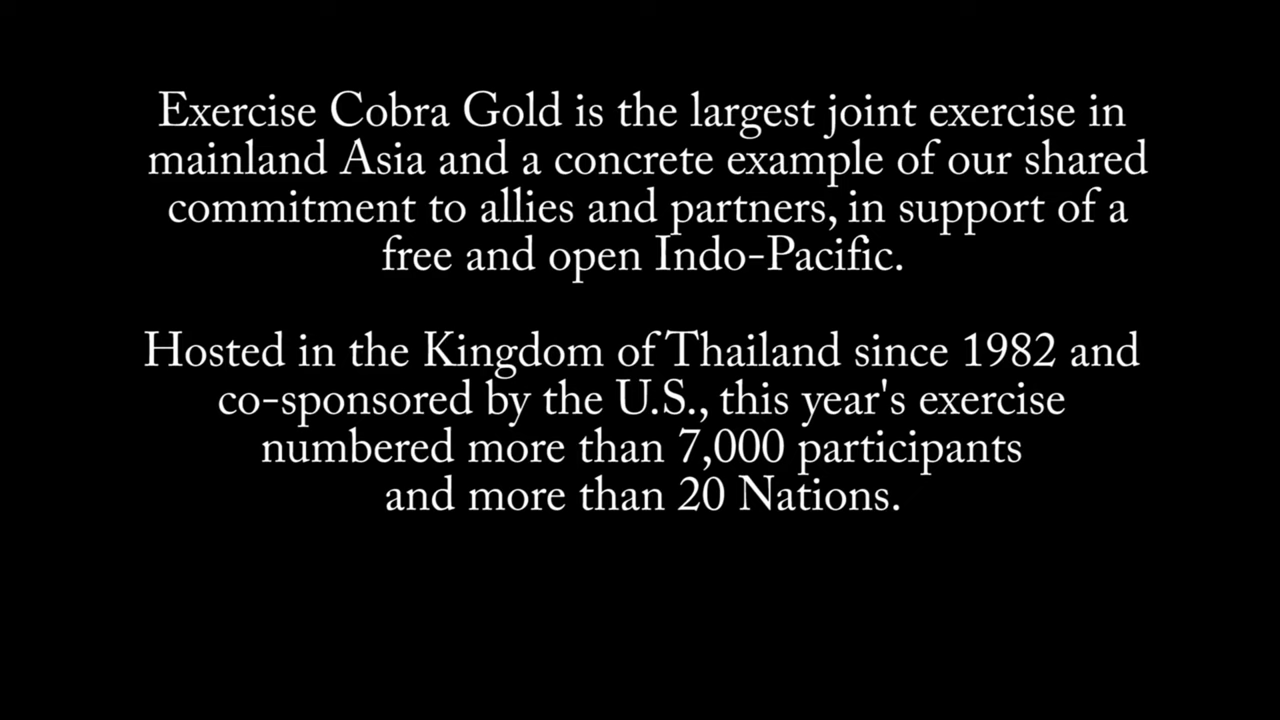 Exercise Cobra Gold is the largest joint exercise in
mainland Asia and a concrete example of our shared
commitment to allies and partners, in support of a
free and open Indo-Pacific.
Hosted in the Kingdom of Thailand since 1982 and
co-sponsored by the U.S., this year's exercise
numbered more than 7,000 participants
and more than 20 Nations.